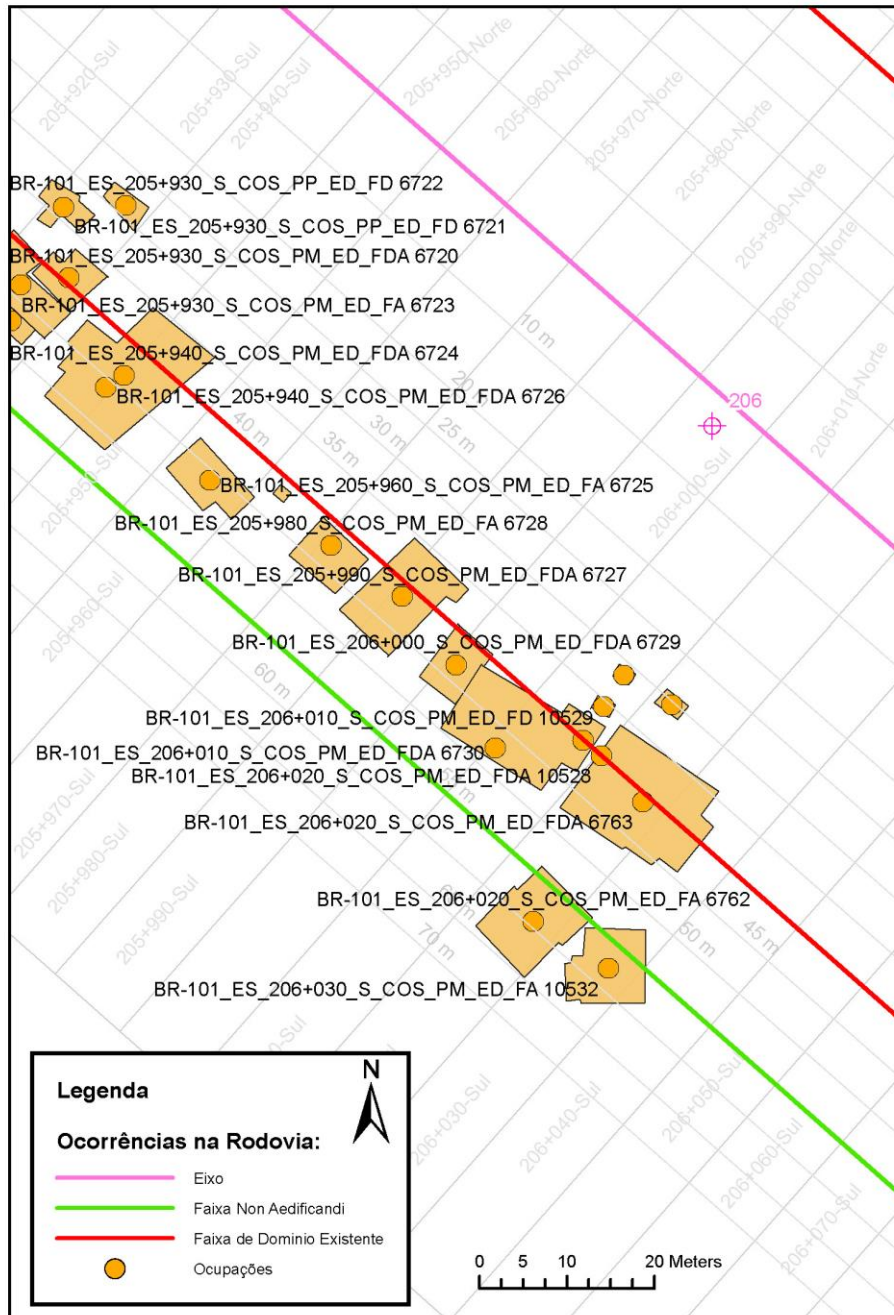 205+920-Sul
205+930-Sul
205+940-Sul
205+950-Norte
205+960-Norte
205+970-Norte
205+980-Norte
205+990-Norte
206+000-Norte
206+010-Norte
BR-101_ES_205+930_S_COS_PP_ED_FD 6722
BR-101_ES_205+930_S_COS_PP_ED_FD 6721
BR-101_ES_205+930_S_COS_PM_ED_FDA 6720
BR-101_ES_205+930_S_COS_PM_ED_FA 6723
BR-101_ES_205+940_S_COS_PM_ED_FDA 6724
BR-101_ES_205+940_S_COS_PM_ED_FDA 6726
10 m
20
25 m
30 m
35 m
40 m
206
205+950-Sul
BR-101_ES_205+960_S_COS_PM_ED_FA 6725
206+000-Sul
BR-101_ES_205+980_S_COS_PM_ED_FA 6728
BR-101_ES_205+990_S_COS_PM_ED_FDA 6727
205+960-Sul
BR-101_ES_206+000_S_COS_PM_ED_FDA 6729
60 m
BR-101_ES_206+010_S_COS_PM_ED_FD 10529
BR-101_ES_206+010_S_COS_PM_ED_FDA 6730
BR-101_ES_206+020_S_COS_PM_ED_FDA 10528
205+970-Sul
BR-101_ES_206+020_S_COS_PM_ED_FDA 6763
205+980-Sul
BR-101_ES_206+020_S_COS_PM_ED_FA 6762
205+990-Sul
70 m
50 m
45 m
BR-101_ES_206+030_S_COS_PM_ED_FA 10532
206+030-Sul
206+040-Sul
206+050-Sul
206+060-Sul
206+070-Sul
Legenda
N
Ocorrências na Rodovia:
Eixo
Faixa Non Aedificandi
Faixa de Dominio Existente
Ocupações
0 5 10 20 Meters